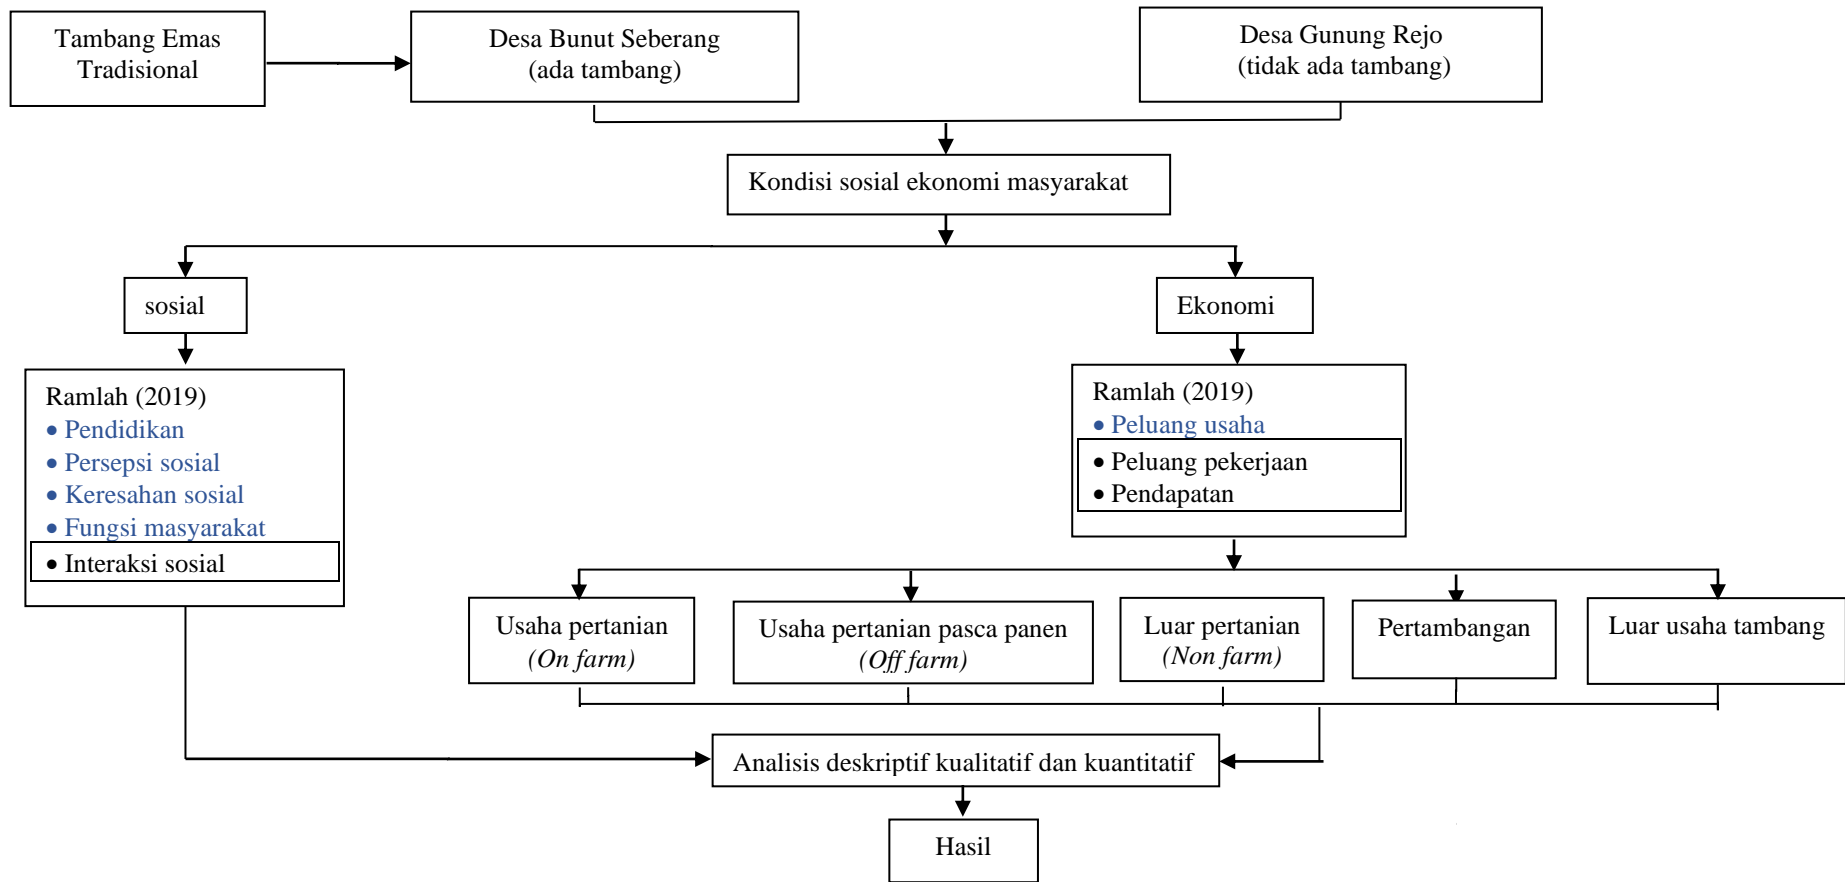 Tambang Emas
Tradisional
Desa Bunut Seberang
(ada tambang)
Desa Gunung Rejo
(tidak ada tambang)
Kondisi sosial ekonomi masyarakat
sosial
Ekonomi
Ramlah (2019)
• Pendidikan
• Persepsi sosial
• Keresahan sosial
• Fungsi masyarakat
• Interaksi sosial
Ramlah (2019)
• Peluang usaha
• Peluang pekerjaan
• Pendapatan
Usaha pertanian
(On farm)
Usaha pertanian pasca panen
(Off farm)
Luar pertanian
(Non farm)
Pertambangan
Luar usaha tambang
Analisis deskriptif kualitatif dan kuantitatif
Hasil